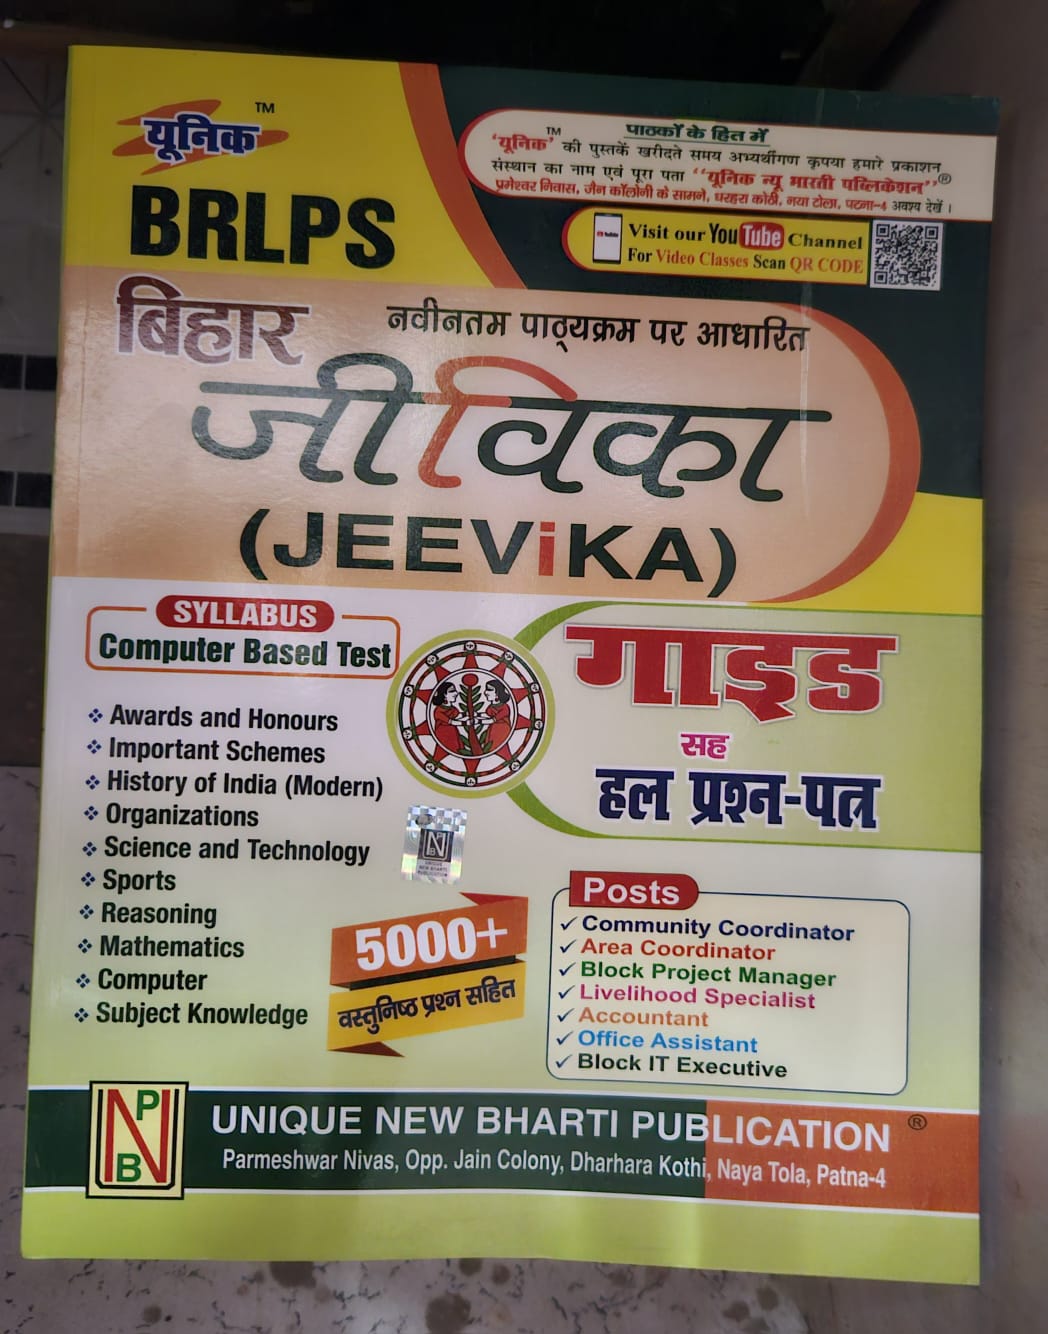 यूनिक™
BRLPS
पाठकों के हित में
'यूनिक'™ की पुस्तकें खरीदते समय अभ्यर्थीगण कृपया हमारे प्रकाशन
संस्थान का नाम एवं पूरा पता "यूनिक न्यू भारती पब्लिकेशन"®
प्रमेश्वर निवास, जैन कॉलोनी के सामने, धरहरा कोठी, नया टोला, पटना-4 अवश्य देखें।
Visit our YouTube Channel
For Video Classes Scan QR CODE
बिहार
नवीनतम पाठ्यक्रम पर आधारित
जीविका
(JEEViKA)
SYLLABUS
Computer Based Test
❖ Awards and Honours
❖ Important Schemes
❖ History of India (Modern)
❖ Organizations
❖ Science and Technology
❖ Sports
❖ Reasoning
❖ Mathematics
❖ Computer
❖ Subject Knowledge
गाइड
सह
हल प्रश्न-पत्र
N
UNIQUE
NEW BHARTI
PUBLICATION
5000+
वस्तुनिष्ठ प्रश्न सहित
Posts
✓ Community Coordinator
✓ Area Coordinator
✓ Block Project Manager
✓ Livelihood Specialist
✓ Accountant
✓ Office Assistant
✓ Block IT Executive
NPB
UNIQUE NEW BHARTI PUBLICATION ®
Parmeshwar Nivas, Opp. Jain Colony, Dharhara Kothi, Naya Tola, Patna-4